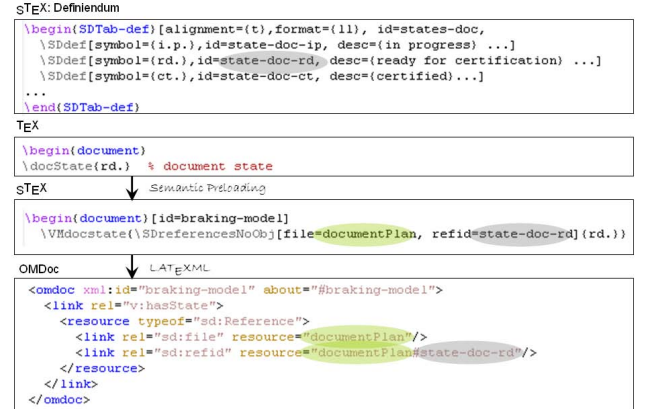 sTEX: Definiendum
\begin{SDTab-def}[alignment={t},format={ll}, id=states-doc,
\SDdef[symbol={i.p.},id=state-doc-ip, desc={in progress} ...]
\SDdef[symbol={rd.},id=state-doc-rd, desc={ready for certification} ...]
\SDdef[symbol={ct.},id=state-doc-ct, desc={certified}...]
...
\end{SDTab-def}
TEX
\begin{document}
\docState{rd.} % document state
Semantic Preloading
sTEX
\begin{document}[id=braking-model]
\VMdocstate{\SDreferencesNoObj[file=documentPlan, refid=state-doc-rd]{rd.}}
LATEXML
OMDoc
<omdoc xml:id="braking-model" about="#braking-model">
<link rel="v:hasState">
<resource typeof="sd:Reference">
<link rel="sd:file" resource="documentPlan"/>
<link rel="sd:refid" resource="documentPlan#state-doc-rd"/>
</resource>
</link>
</omdoc>